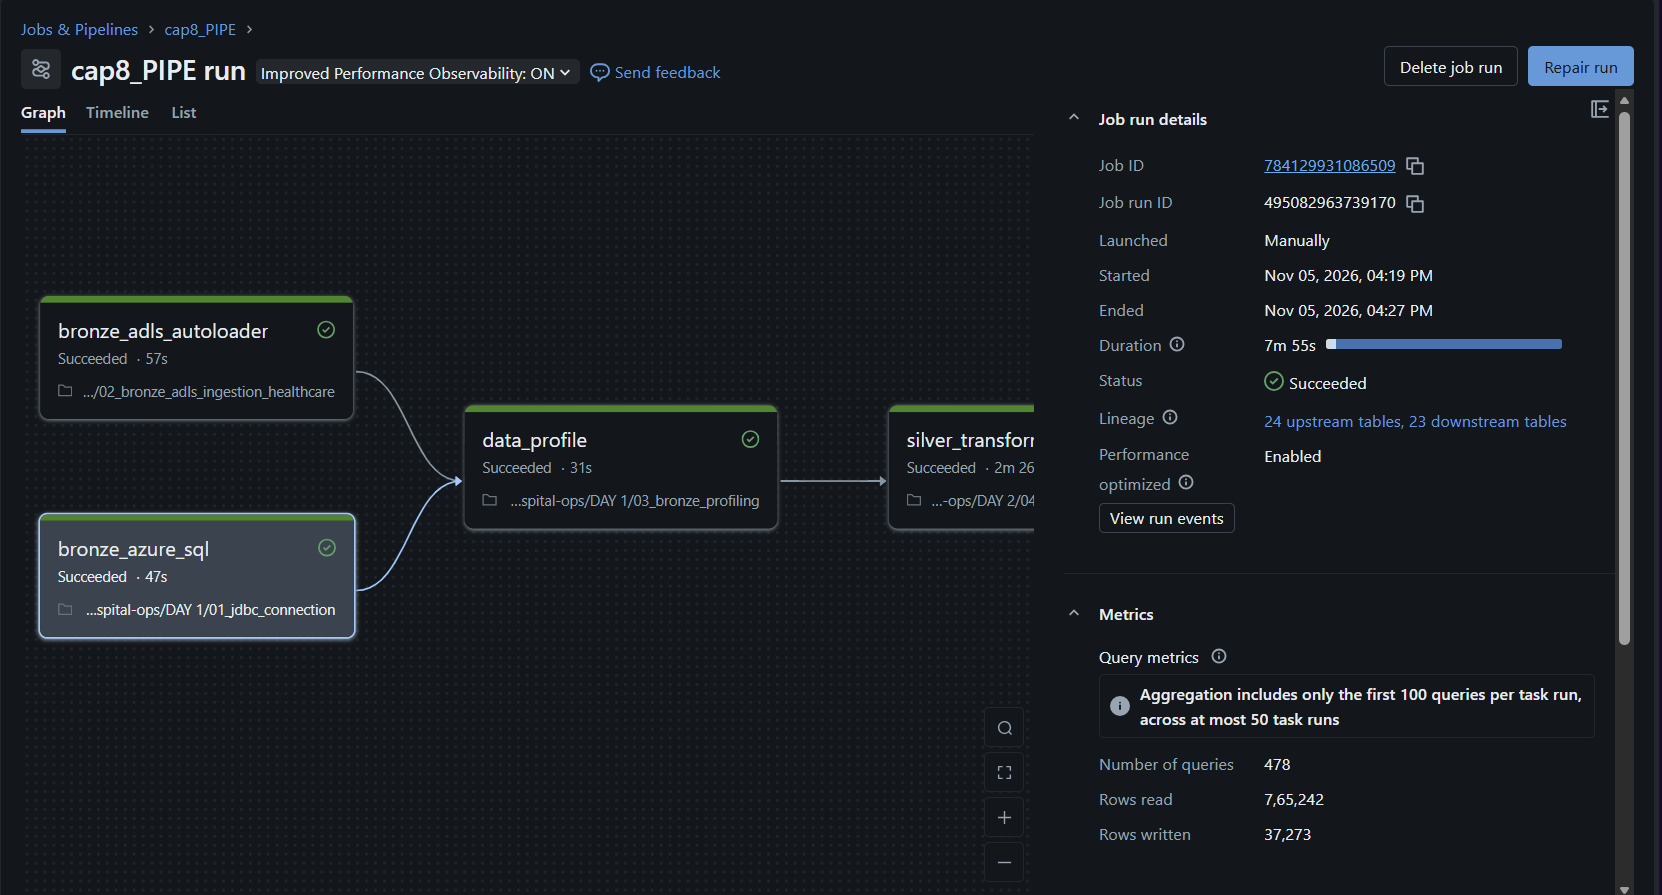 Jobs & Pipelines > cap8_PIPE >
cap8_PIPE run Improved Performance Observability: ON Send feedback
Delete job run Repair run
Graph Timeline List
bronze_adls_autoloader
Succeeded · 57s
.../02_bronze_adls_ingestion_healthcare
bronze_azure_sql
Succeeded · 47s
...spital-ops/DAY 1/01_jdbc_connection
data_profile
Succeeded · 31s
...spital-ops/DAY 1/03_bronze_profiling
silver_transfor
Succeeded · 2m 26
...-ops/DAY 2/04
Job run details
Job ID 784129931086509
Job run ID 495082963739170
Launched Manually
Started Nov 05, 2026, 04:19 PM
Ended Nov 05, 2026, 04:27 PM
Duration 7m 55s
Status Succeeded
Lineage 24 upstream tables, 23 downstream tables
Performance optimized Enabled
View run events
Metrics
Query metrics
Aggregation includes only the first 100 queries per task run,
across at most 50 task runs
Number of queries 478
Rows read 7,65,242
Rows written 37,273